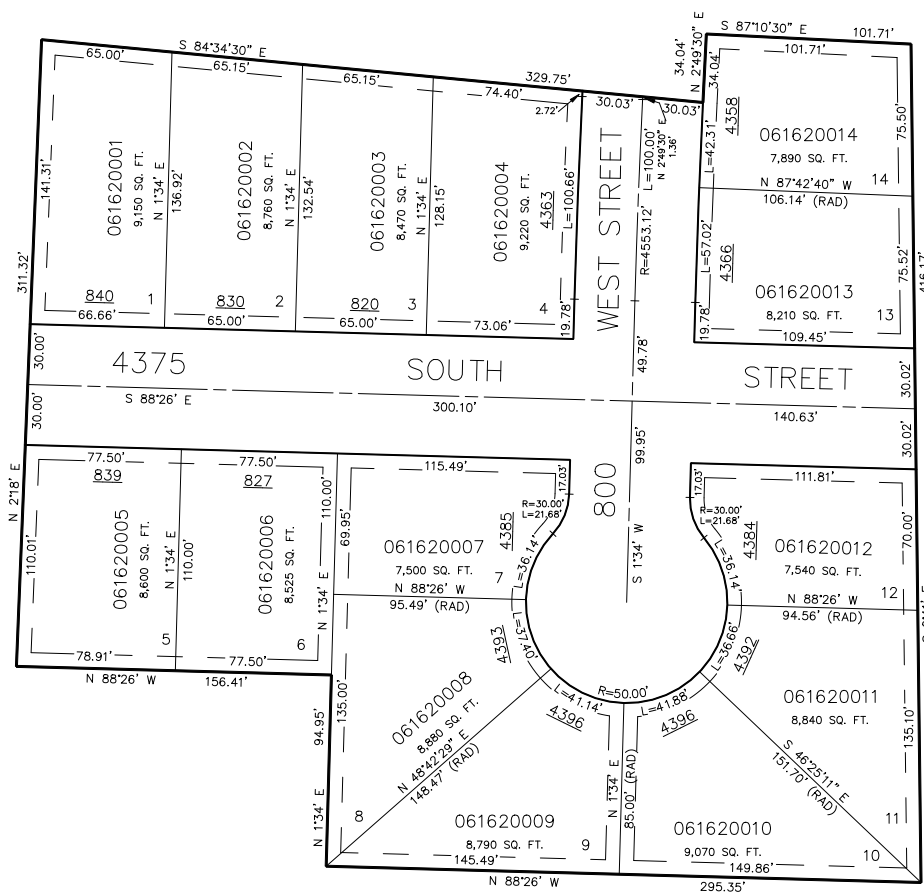 S 84°34'30" E
329.75'
S 87°10'30" E
101.71'
101.71'
34.04'
N 2°49'30" E
34.04'
65.00'
65.15'
65.15'
74.40'
2.72'
30.03'
30.03'
141.31'
061620001
9,150 SQ. FT.
N 1°34' E
136.92'
061620002
8,760 SQ. FT.
N 1°34' E
132.54'
061620003
8,470 SQ. FT.
N 1°34' E
128.15'
061620004
9,220 SQ. FT.
4363
L=100.66'
WEST STREET
R=4553.12'
L=100.00'
N 2°49'30" E
1.36'
L=42.31'
4358
061620014
7,890 SQ. FT.
75.50'
14
N 87°42'40" W
106.14' (RAD)
L=57.02'
4366
061620013
8,210 SQ. FT.
75.52'
13
416.17'
311.32'
840
1
830
2
820
3
4
66.66'
65.00'
65.00'
73.06'
19.78'
19.78'
109.45'
49.78'
30.00'
4375
SOUTH
STREET
30.02'
S 88°26' E
300.10'
140.63'
30.00'
30.02'
800
99.95'
S 1°34' W
N 2°18' E
77.50'
839
77.50'
827
115.49'
17.03'
17.03'
111.81'
110.01'
061620005
8,600 SQ. FT.
N 1°34' E
110.00'
061620006
8,525 SQ. FT.
N 1°34' E
110.00'
69.95'
R=30.00'
L=21.68'
4385
061620007
7,500 SQ. FT.
7
L=36.14'
N 88°26' W
95.49' (RAD)
R=30.00'
L=21.68'
4384
061620012
7,540 SQ. FT.
70.00'
L=36.14'
N 88°26' W
12
94.56' (RAD)
5
6
78.91'
77.50'
N 88°26' W
156.41'
94.95'
N 1°34' E
135.00'
4393
L=37.40'
061620008
8,880 SQ. FT.
N 48°42'29" E
148.47' (RAD)
8
R=50.00'
L=41.14'
4396
L=41.88'
4396
L=36.66'
4392
061620011
8,840 SQ. FT.
135.10'
S 46°25'11" E
151.70' (RAD)
11
N 1°34' E
85.00' (RAD)
061620009
8,790 SQ. FT.
9
145.49'
061620010
9,070 SQ. FT.
10
149.86'
N 88°26' W
295.35'